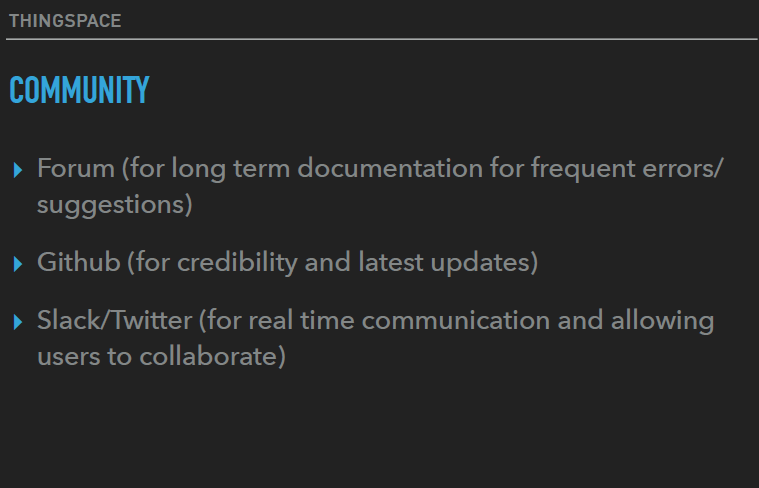 THINGSPACE
COMMUNITY
Forum (for long term documentation for frequent errors/
suggestions)
Github (for credibility and latest updates)
Slack/Twitter (for real time communication and allowing
users to collaborate)